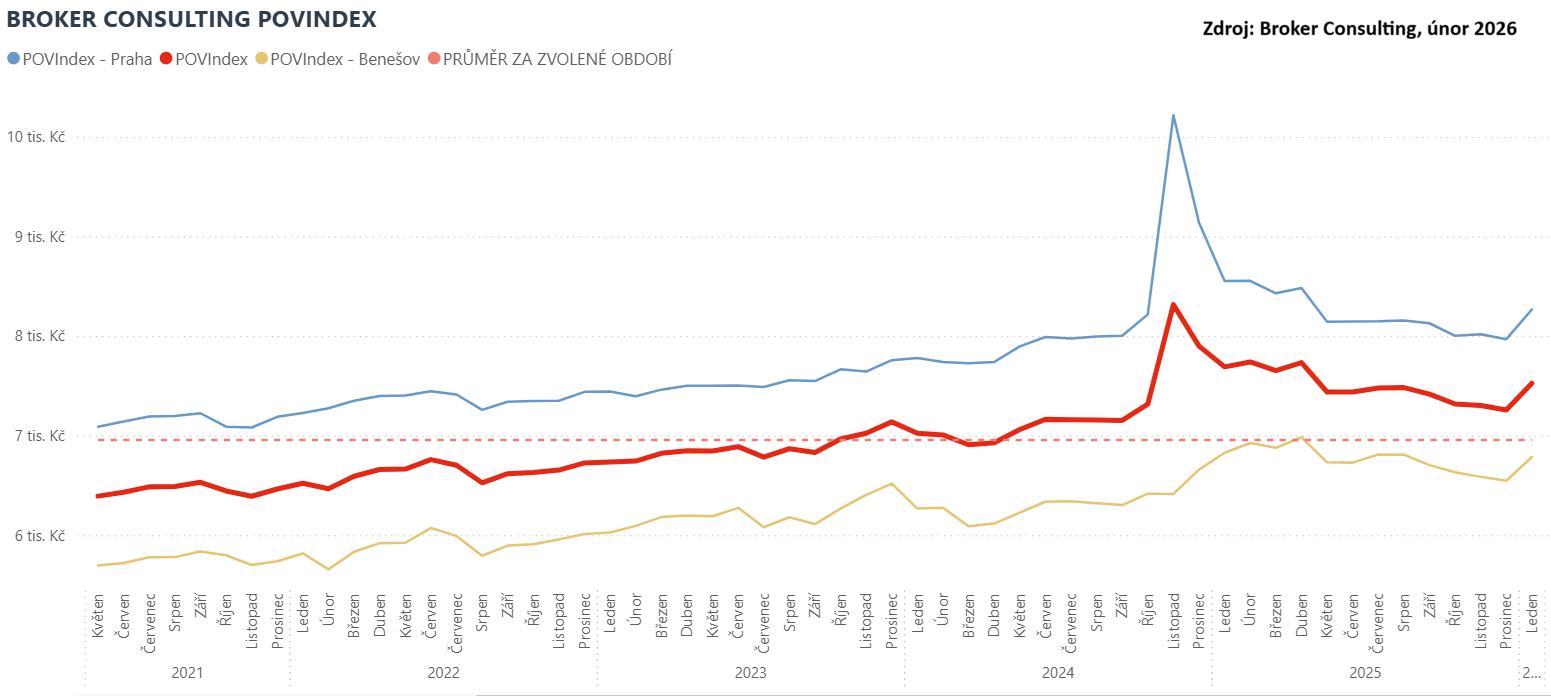 BROKER CONSULTING POVINDEX
Zdroj: Broker Consulting, únor 2026
POVIndex - Praha POVIndex POVIndex - Benešov PRŮMĚR ZA ZVOLENÉ OBDOBÍ
10 tis. Kč
9 tis. Kč
8 tis. Kč
7 tis. Kč
6 tis. Kč
Květen Červen Červenec Srpen Září Říjen Listopad Prosinec Leden Únor Březen Duben Květen Červen Červenec Srpen Září Říjen Listopad Prosinec Leden Únor Březen Duben Květen Červen Červenec Srpen Září Říjen Listopad Prosinec Leden Únor Březen Duben Květen Červen Červenec Srpen Září Říjen Listopad Prosinec Leden Únor Březen Duben Květen Červen Červenec Srpen Září Říjen Listopad Prosinec Leden
2021 2022 2023 2024 2025 2...